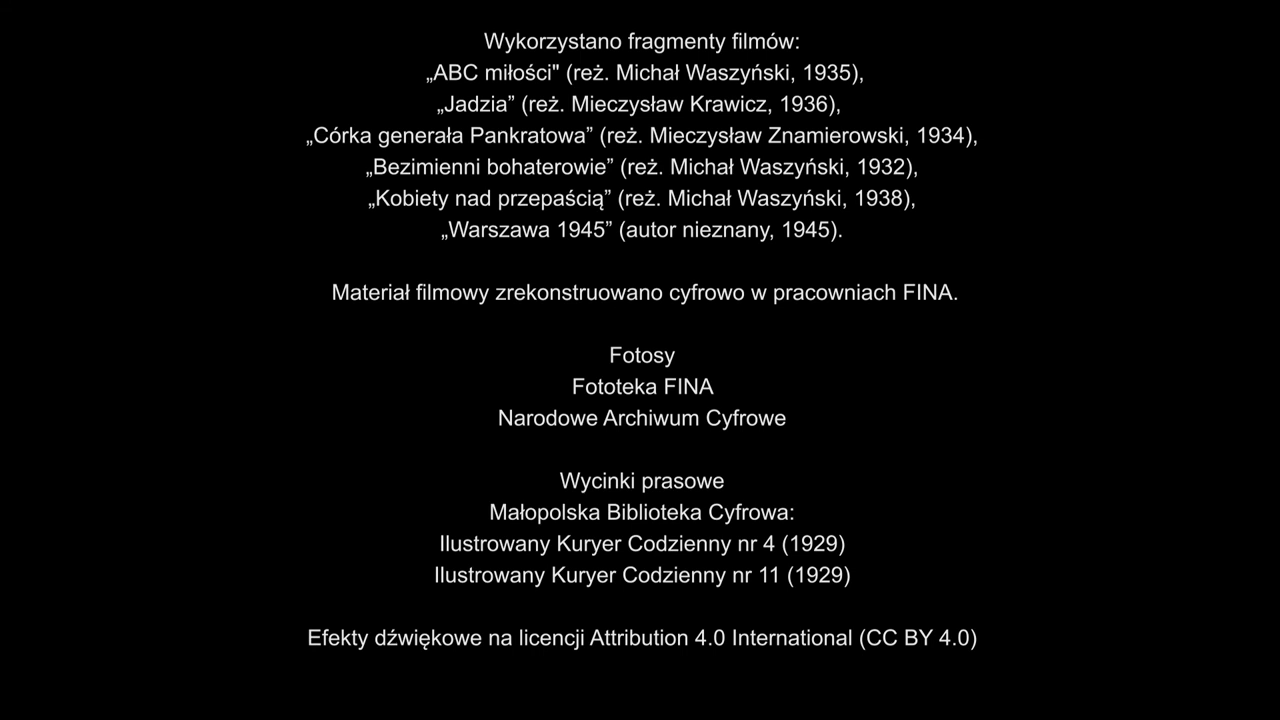 Wykorzystano fragmenty filmów:
„ABC miłości" (reż. Michał Waszyński, 1935),
„Jadzia” (reż. Mieczysław Krawicz, 1936),
„Córka generała Pankratowa” (reż. Mieczysław Znamierowski, 1934),
„Bezimienni bohaterowie” (reż. Michał Waszyński, 1932),
„Kobiety nad przepaścią” (reż. Michał Waszyński, 1938),
„Warszawa 1945” (autor nieznany, 1945).
Materiał filmowy zrekonstruowano cyfrowo w pracowniach FINA.
Fotosy
Fototeka FINA
Narodowe Archiwum Cyfrowe
Wycinki prasowe
Małopolska Biblioteka Cyfrowa:
Ilustrowany Kuryer Codzienny nr 4 (1929)
Ilustrowany Kuryer Codzienny nr 11 (1929)
Efekty dźwiękowe na licencji Attribution 4.0 International (CC BY 4.0)